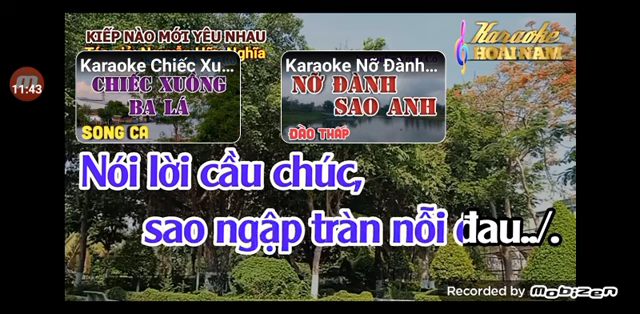 KIẾP NÀO MỚI YÊU NHAU
Karaoke
HOÀI NAM
11:43
Karaoke Chiếc Xu...
CHIẾC XUỒNG
BA LÁ
SONG CA
Karaoke Nỡ Đành...
NỠ ĐÀNH
SAO ANH
ĐÀO THÁP
Nói lời cầu chúc,
sao ngập tràn nỗi đau../.
Recorded by Mobizen